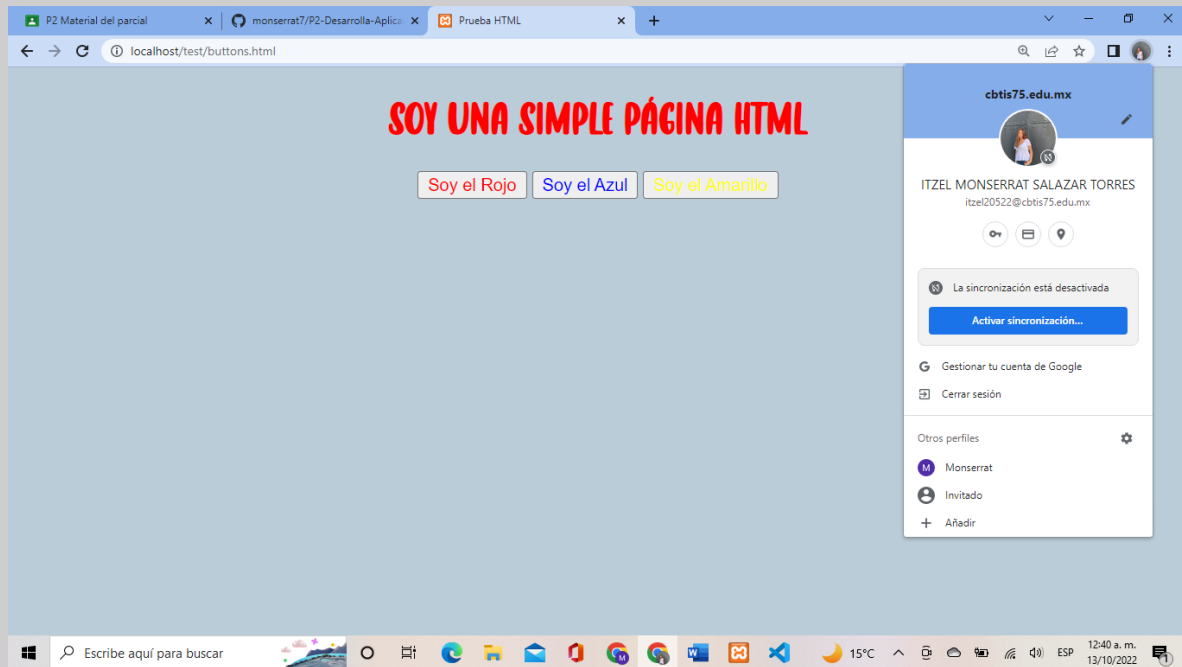 P2 Material del parcial
monserrat7/P2-Desarrolla-Aplica
Prueba HTML
localhost/test/buttons.html
SOY UNA SIMPLE PÁGINA HTML
Soy el Rojo
Soy el Azul
Soy el Amarillo
cbtis75.edu.mx
ITZEL MONSERRAT SALAZAR TORRES
itzel20522@cbtis75.edu.mx
La sincronización está desactivada
Activar sincronización...
G Gestionar tu cuenta de Google
Cerrar sesión
Otros perfiles
M Monserrat
Invitado
+ Añadir
Escribe aquí para buscar
M
15°C
ESP
12:40 a. m.
13/10/2022
1